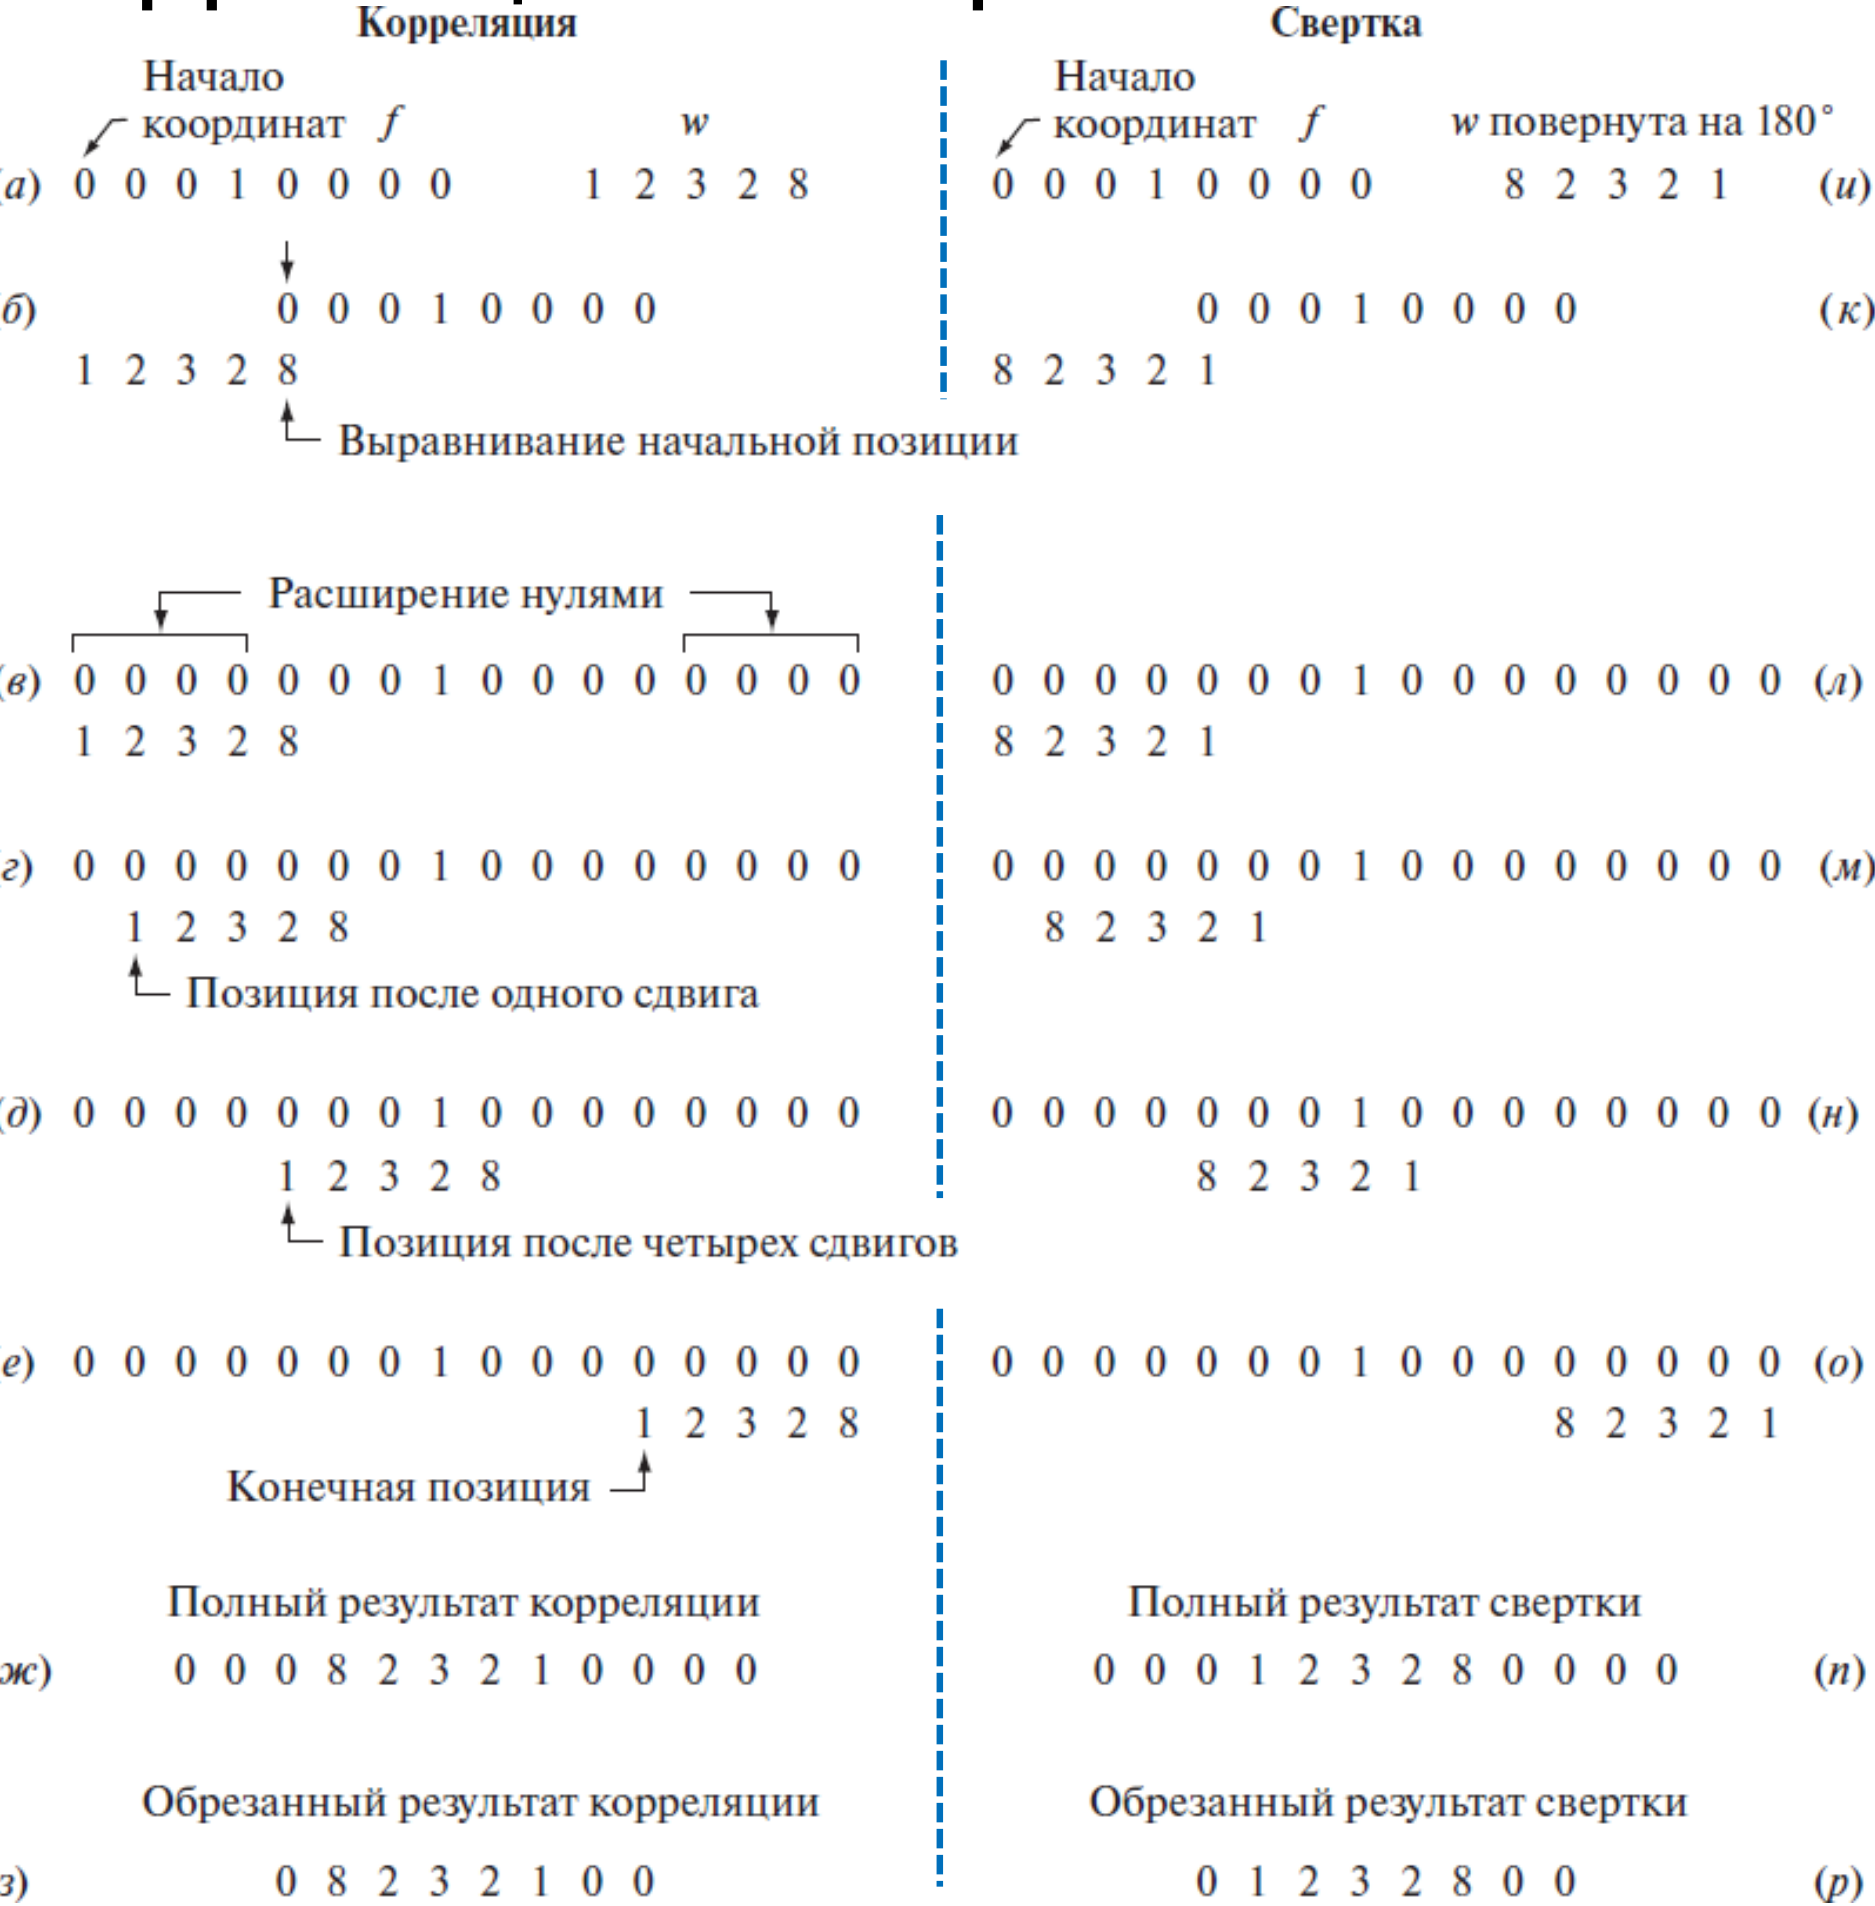 Корреляция
Начало
координат f w
(а) 0 0 0 1 0 0 0 0 1 2 3 2 8
б) 0 0 0 1 0 0 0 0
1 2 3 2 8
Выравнивание начальной позиции
Расширение нулями
(в) 0 0 0 0 0 0 0 1 0 0 0 0 0 0 0 0
1 2 3 2 8
г) 0 0 0 0 0 0 0 1 0 0 0 0 0 0 0 0
1 2 3 2 8
Позиция после одного сдвига
(д) 0 0 0 0 0 0 0 1 0 0 0 0 0 0 0 0
1 2 3 2 8
Позиция после четырех сдвигов
е) 0 0 0 0 0 0 0 1 0 0 0 0 0 0 0 0
1 2 3 2 8
Конечная позиция
Полный результат корреляции
ж) 0 0 0 8 2 3 2 1 0 0 0 0
Обрезанный результат корреляции
з) 0 8 2 3 2 1 0 0
Свертка
Начало
координат f w повернута на 180°
0 0 0 1 0 0 0 0 8 2 3 2 1 (и)
0 0 0 1 0 0 0 0 (к)
8 2 3 2 1
0 0 0 0 0 0 0 1 0 0 0 0 0 0 0 0 (л)
8 2 3 2 1
0 0 0 0 0 0 0 1 0 0 0 0 0 0 0 0 (м)
8 2 3 2 1
0 0 0 0 0 0 0 1 0 0 0 0 0 0 0 0 (н)
8 2 3 2 1
0 0 0 0 0 0 0 1 0 0 0 0 0 0 0 0 (о)
8 2 3 2 1
Полный результат свертки
0 0 0 1 2 3 2 8 0 0 0 0 (п)
Обрезанный результат свертки
0 1 2 3 2 8 0 0 (р)